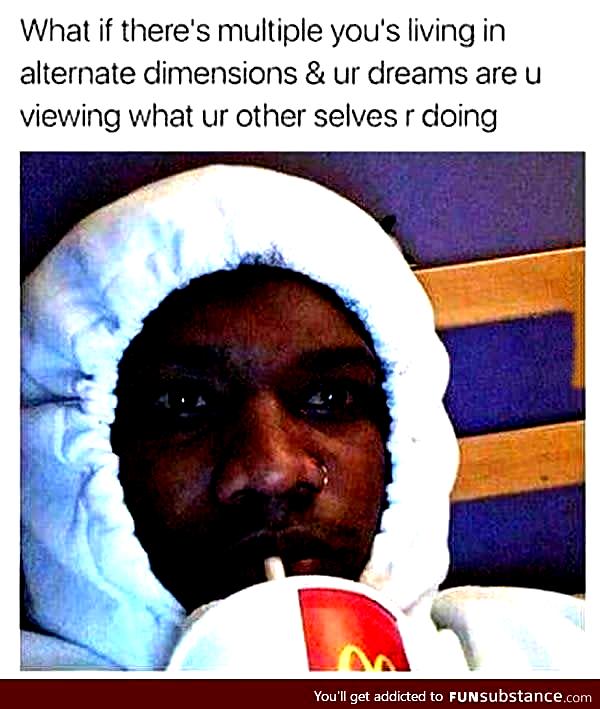 What if there's multiple you's living in
alternate dimensions & ur dreams are u
viewing what ur other selves r doing
You'll get addicted to FUNsubstance.com